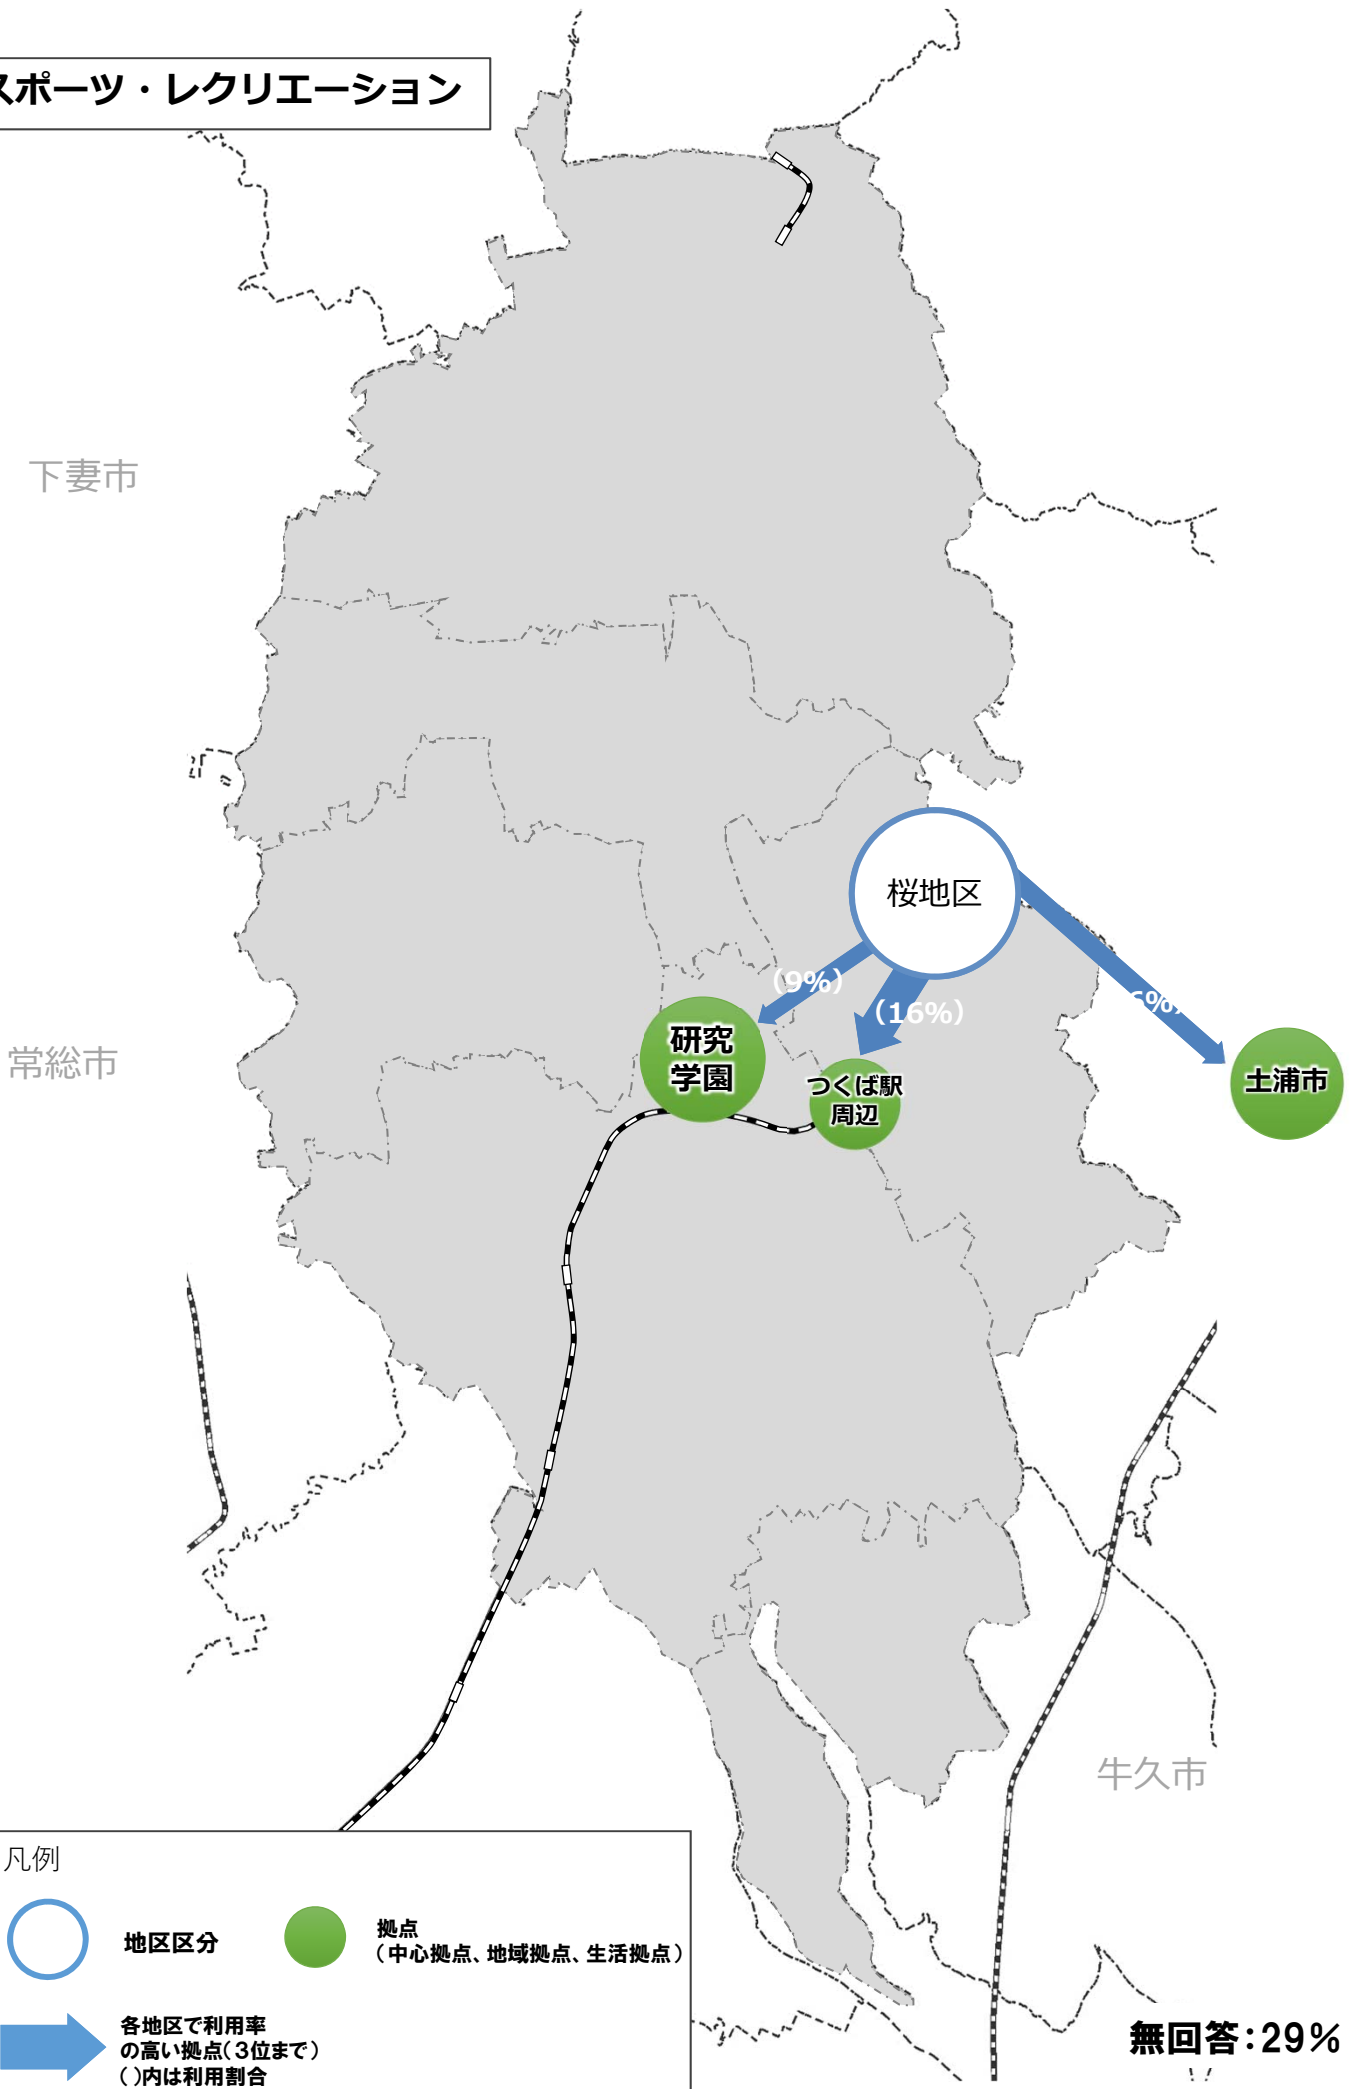 スポーツ・レクリエーション
下妻市
桜地区
(9%)
(16%)
6%)
研究
学園
つくば駅
周辺
土浦市
常総市
牛久市
凡例
地区区分
拠点
(中心拠点、地域拠点、生活拠点)
各地区で利用率
の高い拠点(3位まで)
( )内は利用割合
無回答:29%